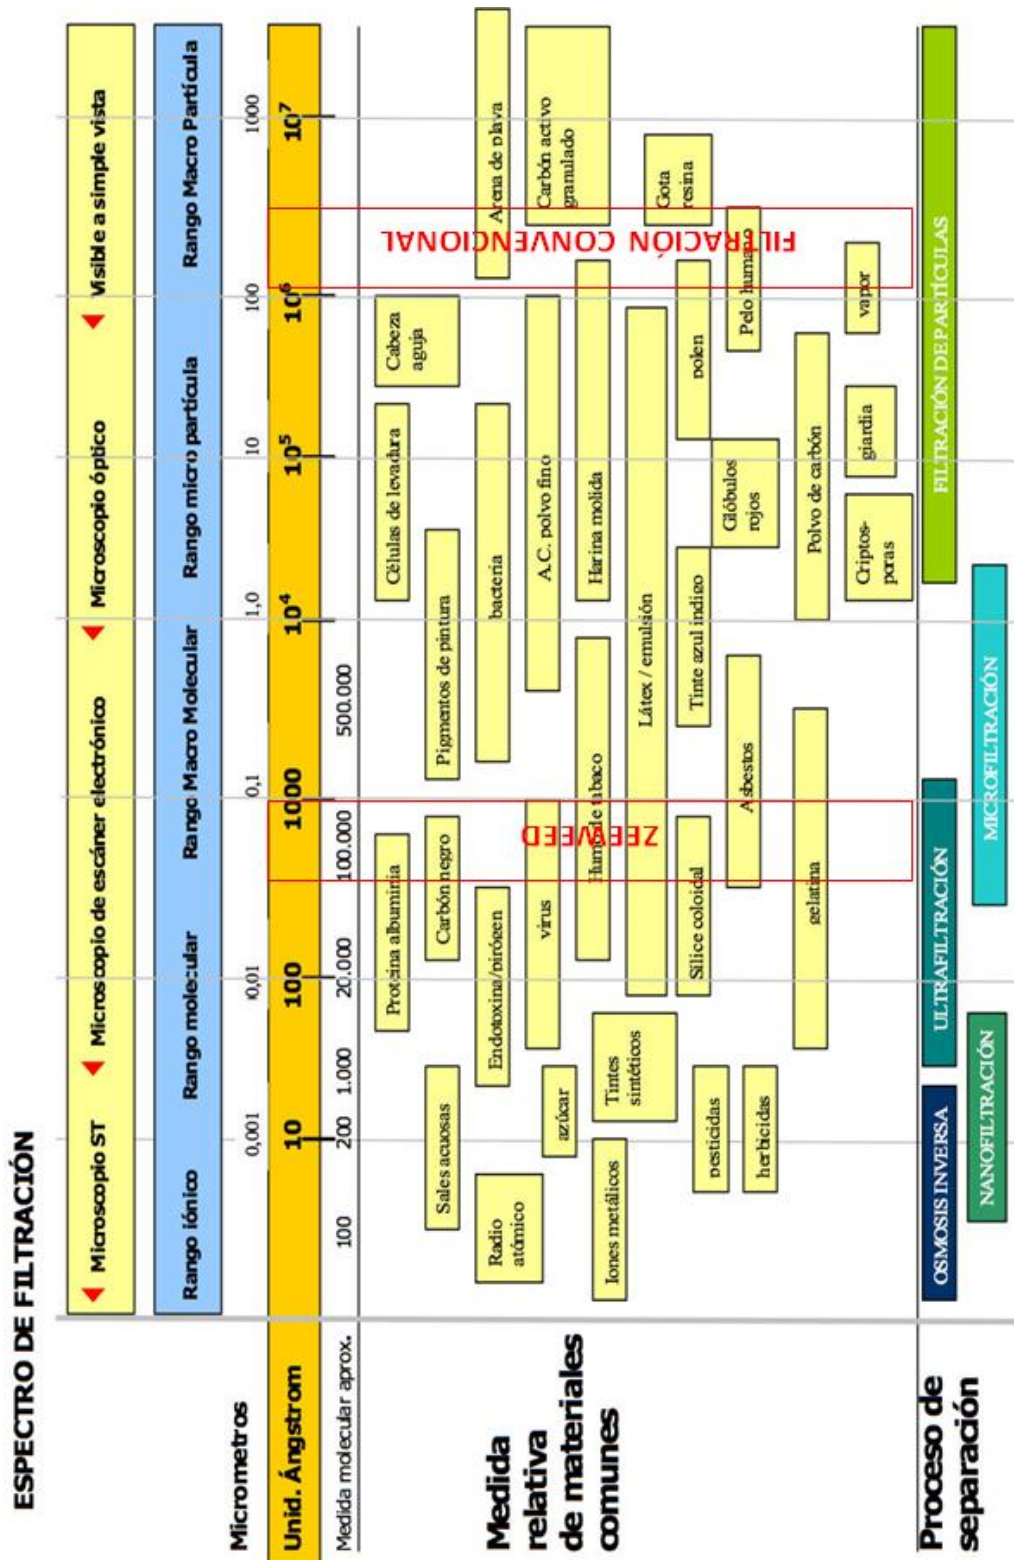 ESPECTRO DE FILTRACIÓN
Microscopio ST
Microscopio de escáner electrónico
Microscopio óptico
Visible a simple vista
Rango iónico
Rango molecular
Rango Macro Molecular
Rango micro partícula
Rango Macro Partícula
Micrometros
0,001
0,01
0,1
1,0
10
100
1000
Unid. Ángstrom
10
100
1000
10⁴
10⁵
10⁶
10⁷
Medida molecular aprox.
100
200
1.000
20.000
100.000
500.000
Medida
relativa
de materiales
comunes
Proteína albuminia
Células de levadura
Cabeza
aguja
Sales acuosas
Carbón negro
Pigmentos de pintura
Radio
atómico
Endotoxina/pirógen
bacteria
Arena de playa
azúcar
virus
A.C. polvo fino
Carbón activo
granulado
Iones metálicos
Tintes
sintéticos
Humo de tabaco
Harina molida
Látex / emulsión
Gota
resina
Sílice coloidal
Tinte azul indigo
polen
pesticidas
herbicidas
Asbestos
Glóbulos
rojos
Pelo humano
gelatina
Polvo de carbón
Criptos-
poras
giardia
vapor
ZEEWEED
FILTRACIÓN CONVENCIONAL
Proceso de
separación
OSMOSIS INVERSA
ULTRAFILTRACIÓN
FILTRACIÓN DE PARTÍCULAS
NANOFILTRACIÓN
MICROFILTRACIÓN